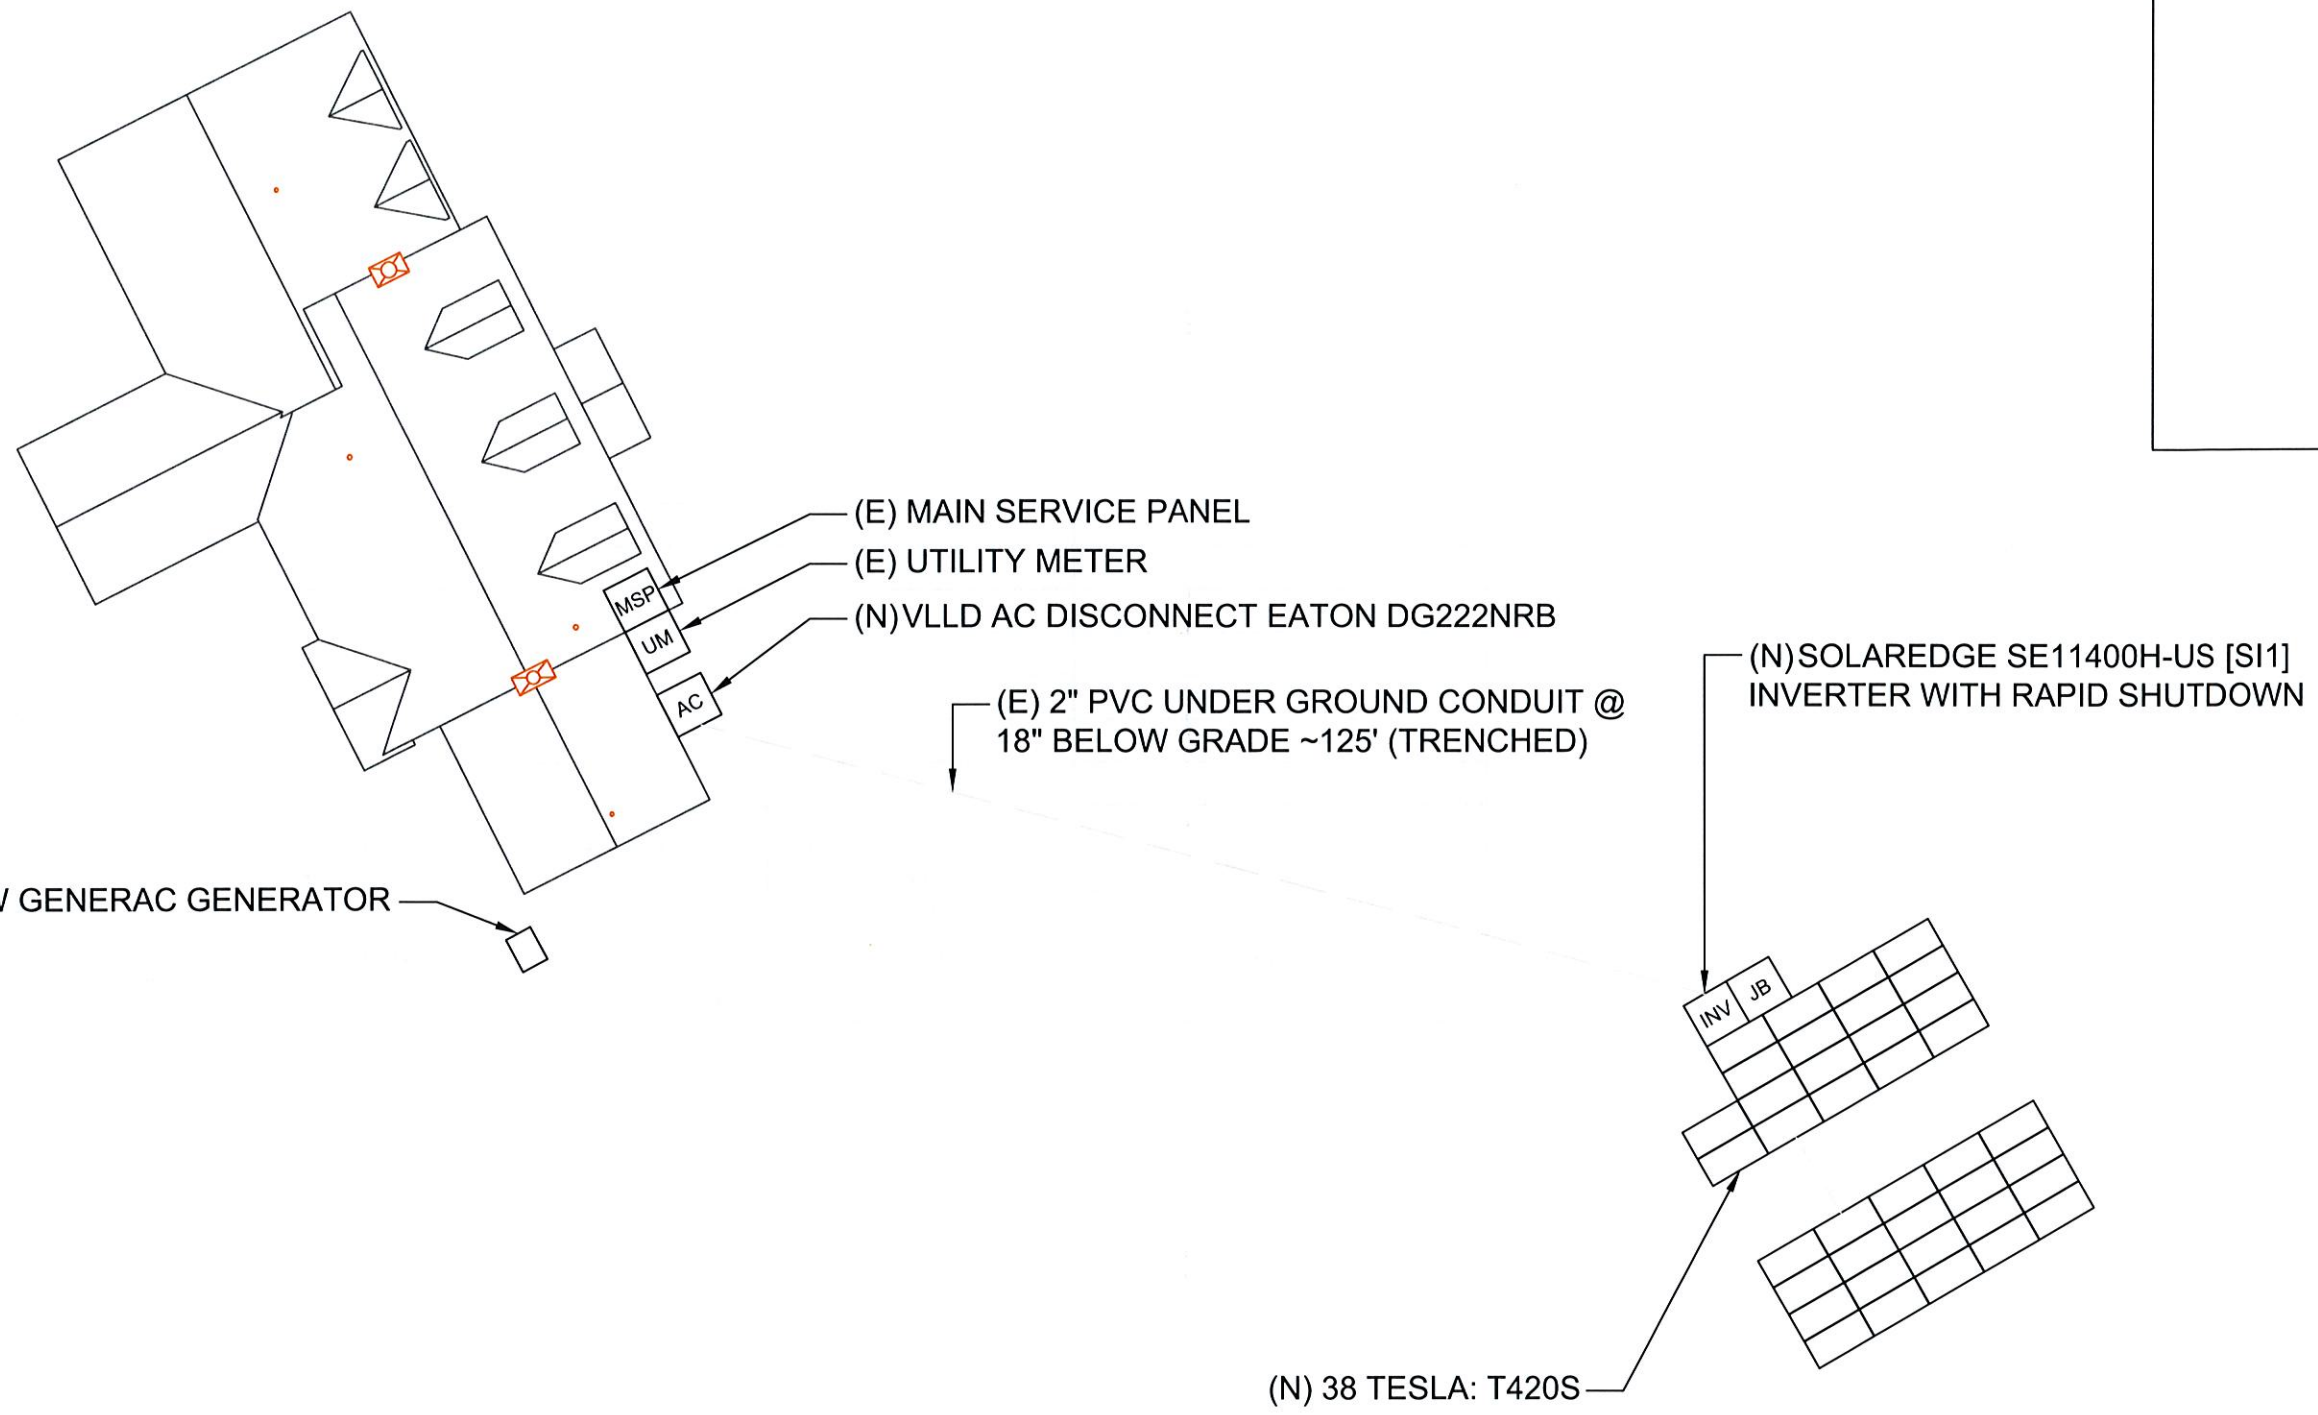 (E) MAIN SERVICE PANEL
(E) UTILITY METER
(N) VLLD AC DISCONNECT EATON DG222NRB
MSP
UM
AC
(E) 2" PVC UNDER GROUND CONDUIT @
18" BELOW GRADE ~125' (TRENCHED)
(N) SOLAREDGE SE11400H-US [SI1]
INVERTER WITH RAPID SHUTDOWN
GENERAC GENERATOR
INV
JB
(N) 38 TESLA: T420S